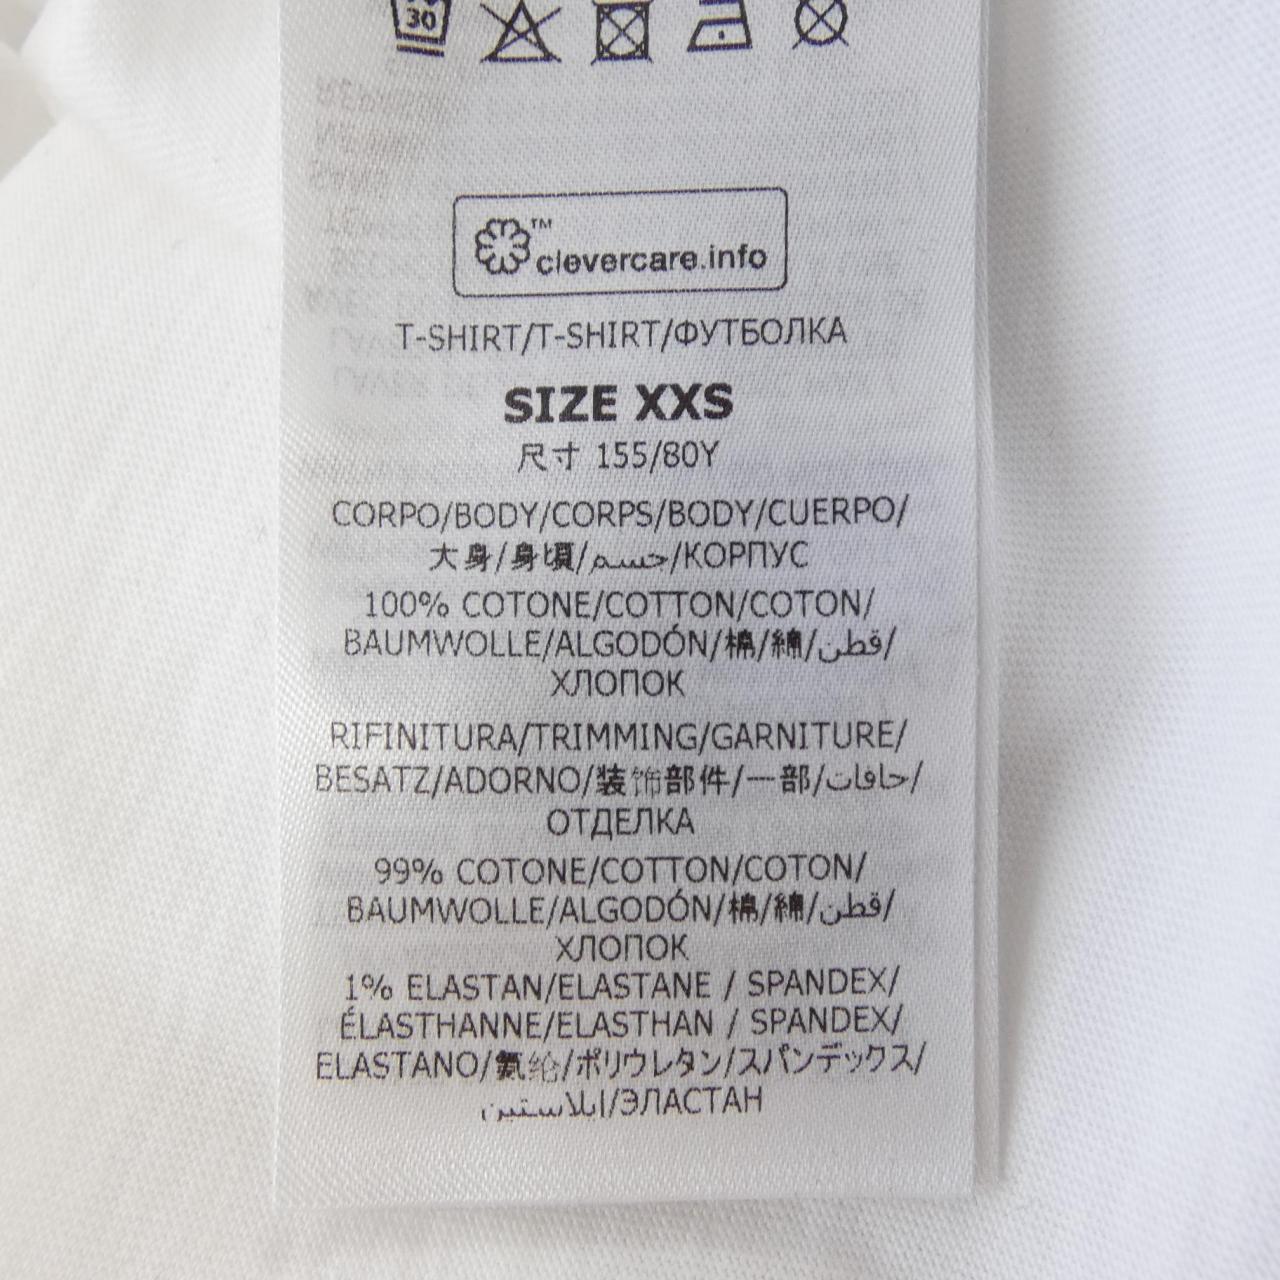 30
™
clevercare.info
T-SHIRT/T-SHIRT/ФУТБОЛКА
SIZE XXS
尺寸 155/80Y
CORPO/BODY/CORPS/BODY/CUERPO/
大身/身頃/جسم/КОРПУС
100% COTONE/COTTON/COTON/
BAUMWOLLE/ALGODÓN/棉/綿/قطن/
ХЛОПОК
RIFINITURA/TRIMMING/GARNITURE/
BESATZ/ADORNO/装饰部件/一部/حافات/
ОТДЕЛКА
99% COTONE/COTTON/COTON/
BAUMWOLLE/ALGODÓN/棉/綿/قطن/
ХЛОПОК
1% ELASTAN/ELASTANE / SPANDEX/
ÉLASTHANNE/ELASTHAN / SPANDEX/
ELASTANO/氨纶/ポリウレタン/スパンデックス/
ايلاستين/ЭЛАСТАН